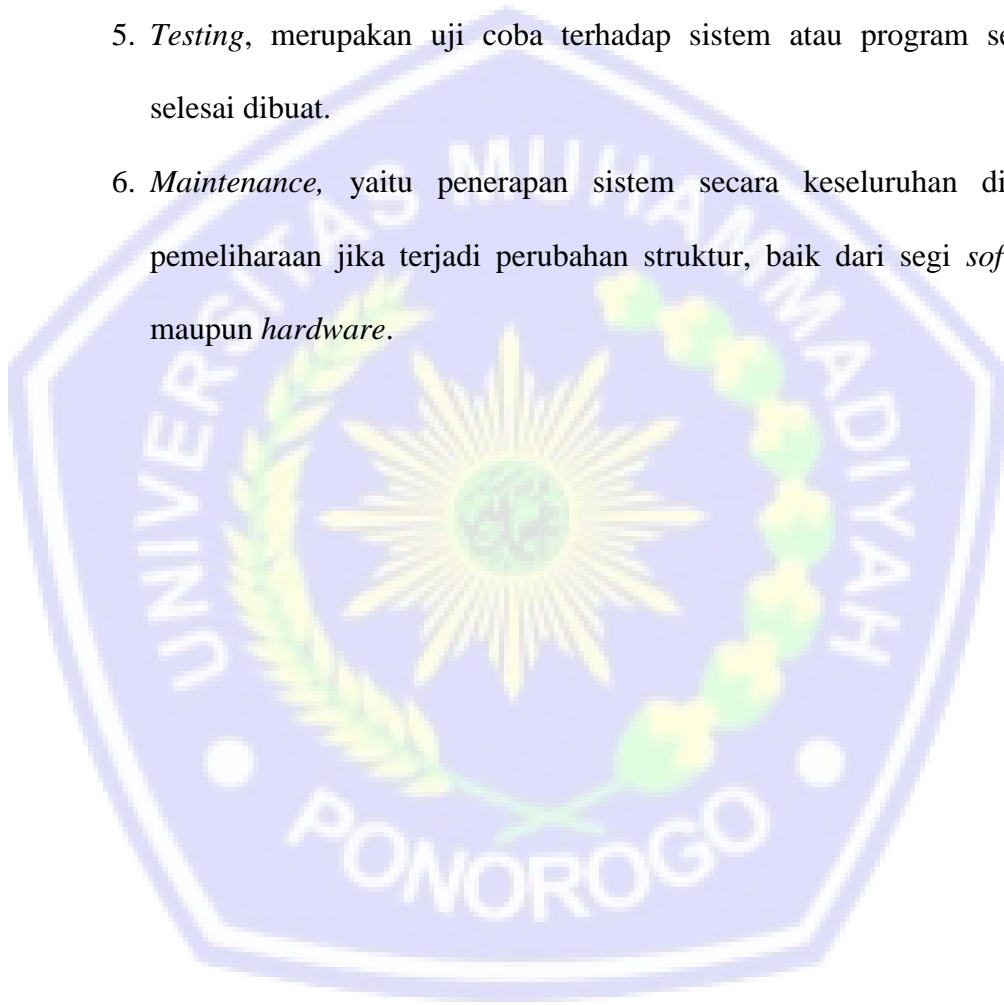 5. Testing, merupakan uji coba terhadap sistem atau program se
selesai dibuat.
6. Maintenance, yaitu penerapan sistem secara keseluruhan di
pemeliharaan jika terjadi perubahan struktur, baik dari segi sof
maupun hardware.
UNIVERSITAS MUHAMMADIYAH
PONOROGO